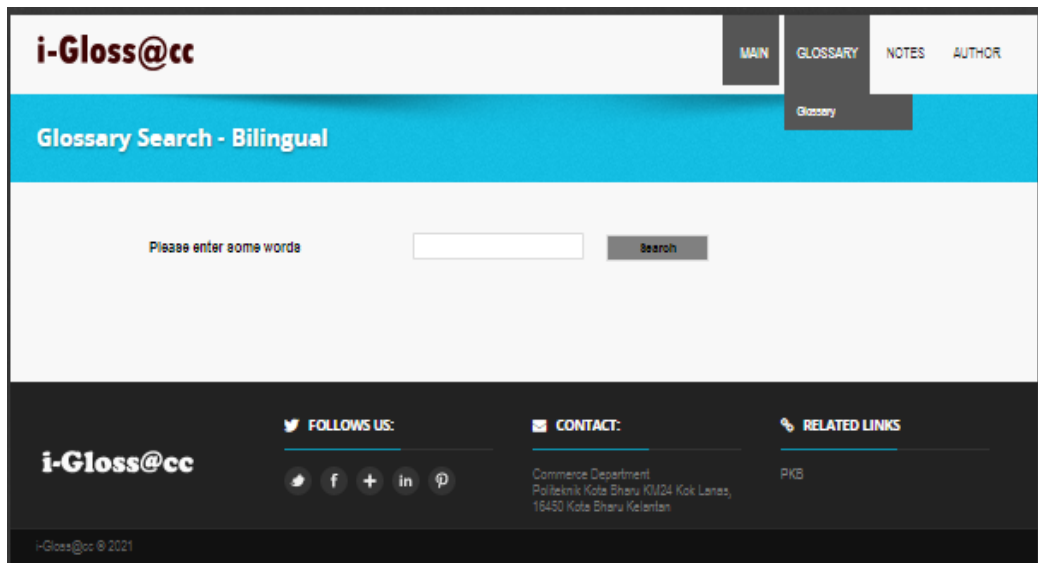 i-Gloss@cc
MAIN GLOSSARY NOTES AUTHOR
Glossary
Glossary Search - Bilingual
Please enter some words
Search
FOLLOWS US:
CONTACT:
RELATED LINKS
i-Gloss@cc
Commerce Department
Politeknik Kota Bharu KM24 Kok Lanas,
16450 Kota Bharu Kelantan
PKB
i-Gloss@cc ® 2021